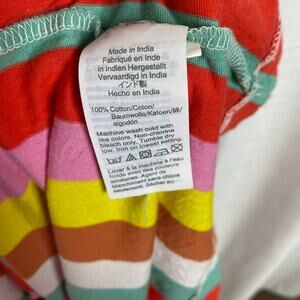 Made in India
Fabriqué en Inde
in Indien Hergestellt
Vervaardigd in India
インド製
Hecho en India
100% Cotton/Coton/
Baumwolle/Katoen/綿/
algodón
Machine wash cold with
like colors. Non-chlorine
bleach only. Tumble dry
low. Iron on lowest setting.
Laver à la machine à l'eau
froide avec des couleurs
similaires. Agent de
blanchiment sans chlore seulement.
Sécher au